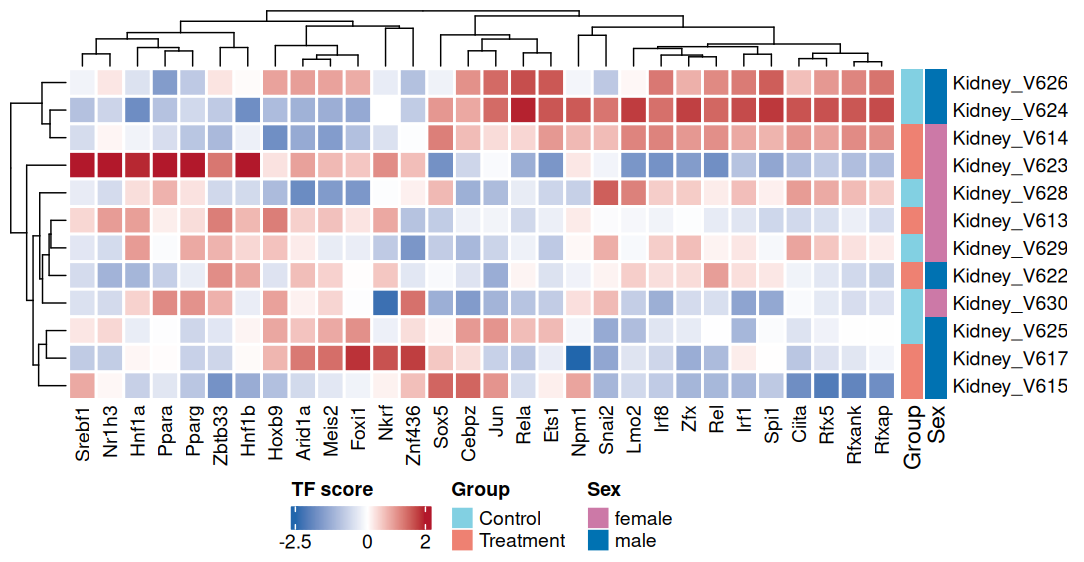 Kidney_V626
Kidney_V624
Kidney_V614
Kidney_V623
Kidney_V628
Kidney_V613
Kidney_V629
Kidney_V622
Kidney_V630
Kidney_V625
Kidney_V617
Kidney_V615
Srebf1
Nr1h3
Hnf1a
Ppara
Pparg
Zbtb33
Hnf1b
Hoxb9
Arid1a
Meis2
Foxi1
Nkrf
Znf436
Sox5
Cebpz
Jun
Rela
Ets1
Npm1
Snai2
Lmo2
Irf8
Zfx
Rel
Irf1
Spi1
Ciita
Rfx5
Rfxank
Rfxap
Group
Sex
TF score
-2.5 0 2
Group
Control
Treatment
Sex
female
male